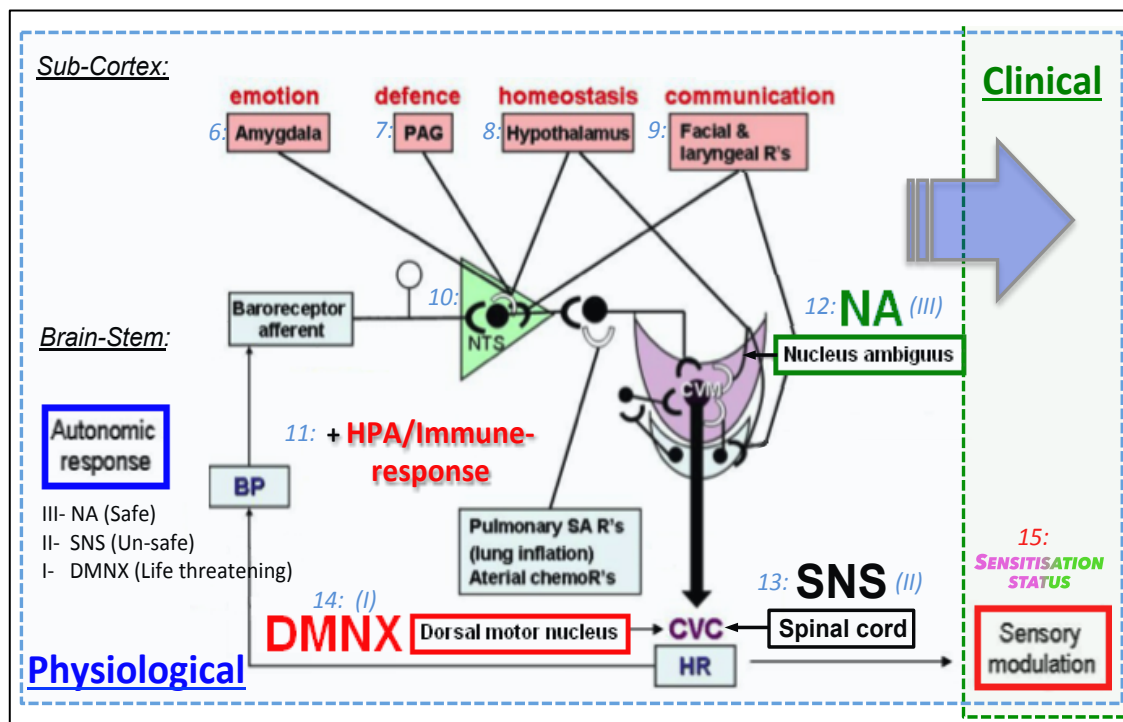 Sub-Cortex:
Clinical
emotion
defence
homeostasis
communication
6:
Amygdala
7:
PAG
8:
Hypothalamus
9:
Facial &
laryngeal R's
10:
NTS
Baroreceptor
afferent
12: NA (III)
Nucleus ambiguus
CVM
Brain-Stem:
Autonomic
response
11: + HPA/Immune-
response
BP
III- NA (Safe)
II- SNS (Un-safe)
I- DMNX (Life threatening)
Pulmonary SA R's
(lung inflation)
Aterial chemoR's
13: SNS (II)
Spinal cord
14: (I)
DMNX
Dorsal motor nucleus
CVC
HR
15:
SENSITISATION
STATUS
Sensory
modulation
Physiological